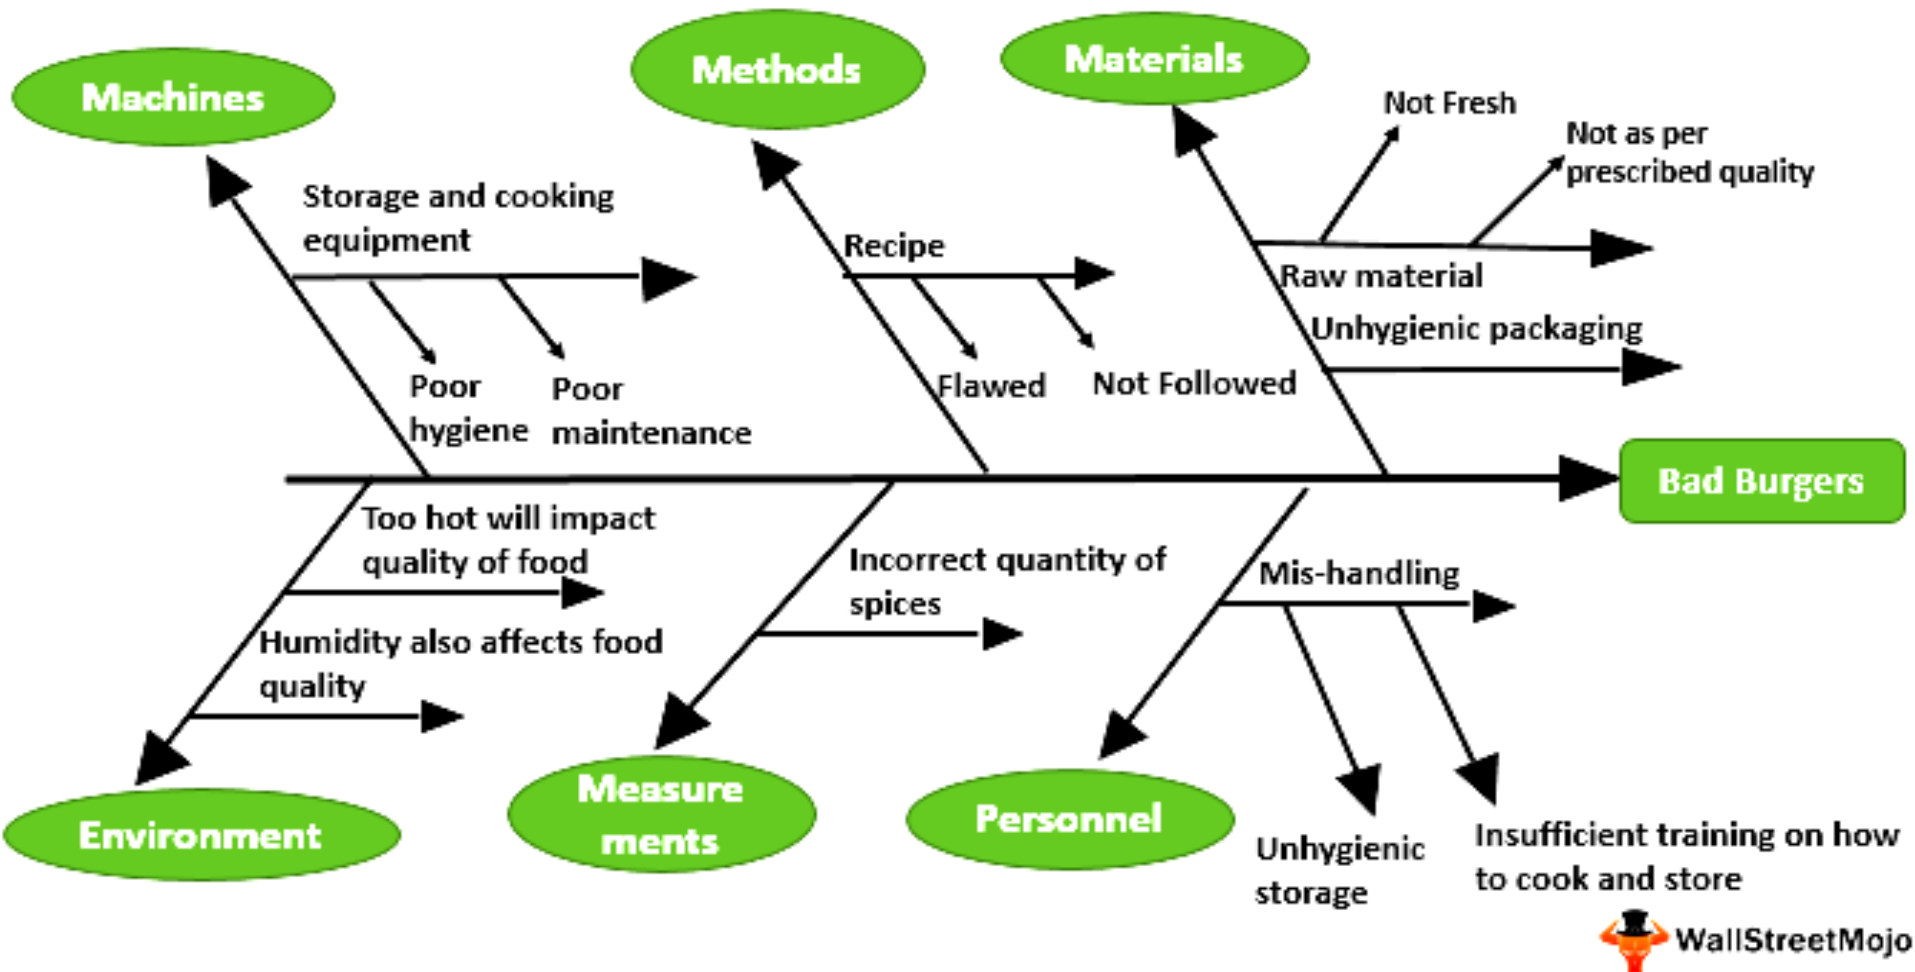 Machines
Methods
Materials
Not Fresh
Not as per
prescribed quality
Storage and cooking
equipment
Recipe
Raw material
Unhygienic packaging
Poor
hygiene
Poor
maintenance
Flawed
Not Followed
Bad Burgers
Too hot will impact
quality of food
Humidity also affects food
quality
Incorrect quantity of
spices
Mis-handling
Environment
Measure
ments
Personnel
Unhygienic
storage
Insufficient training on how
to cook and store
WallStreetMojo